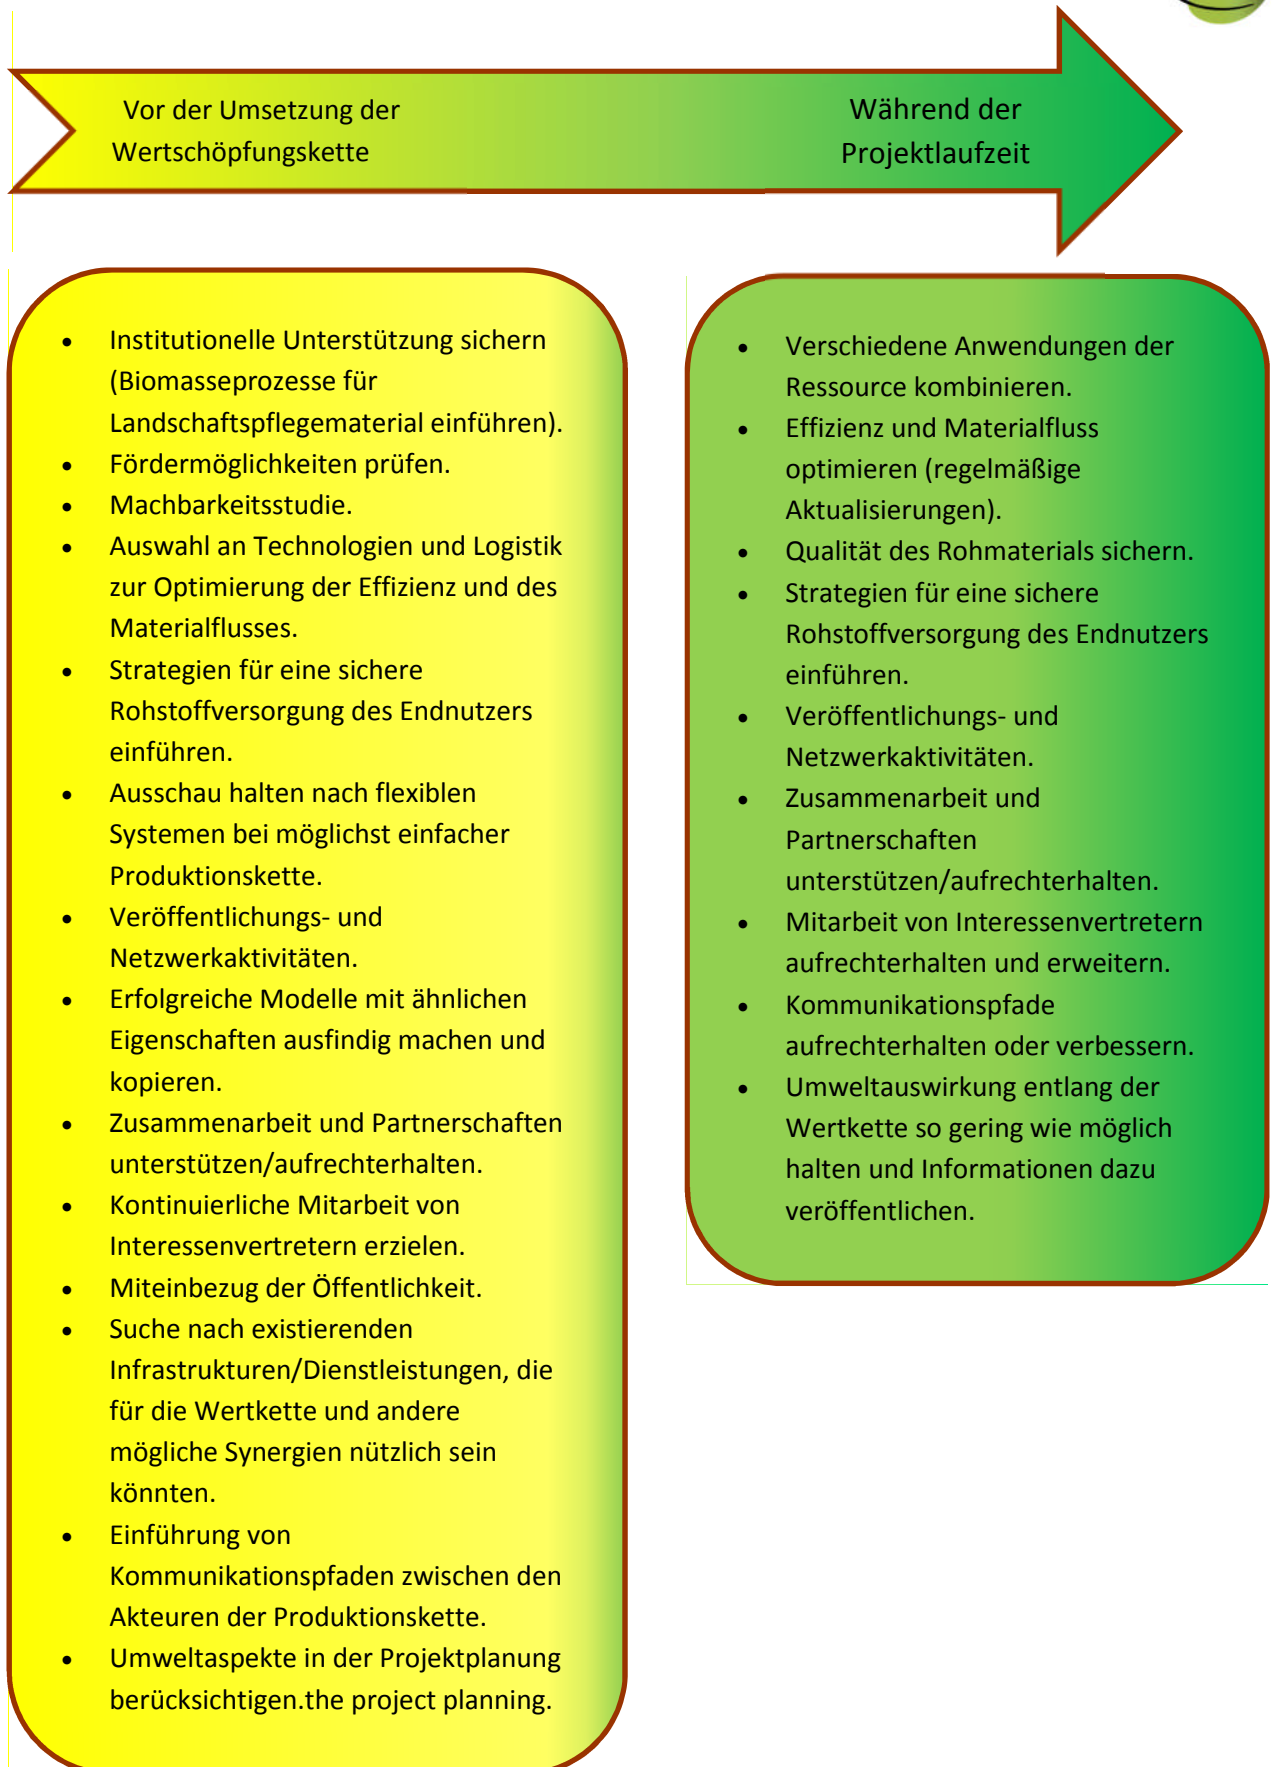 Vor der Umsetzung der
Wertschöpfungskette
Während der
Projektlaufzeit
• Institutionelle Unterstützung sichern
(Biomasseprozesse für
Landschaftspflegematerial einführen).
• Fördermöglichkeiten prüfen.
• Machbarkeitsstudie.
• Auswahl an Technologien und Logistik
zur Optimierung der Effizienz und des
Materialflusses.
• Strategien für eine sichere
Rohstoffversorgung des Endnutzers
einführen.
• Ausschau halten nach flexiblen
Systemen bei möglichst einfacher
Produktionskette.
• Veröffentlichungs- und
Netzwerkaktivitäten.
• Erfolgreiche Modelle mit ähnlichen
Eigenschaften ausfindig machen und
kopieren.
• Zusammenarbeit und Partnerschaften
unterstützen/aufrechterhalten.
• Kontinuierliche Mitarbeit von
Interessenvertretern erzielen.
• Miteinbezug der Öffentlichkeit.
• Suche nach existierenden
Infrastrukturen/Dienstleistungen, die
für die Wertkette und andere
mögliche Synergien nützlich sein
könnten.
• Einführung von
Kommunikationspfaden zwischen den
Akteuren der Produktionskette.
• Umweltaspekte in der Projektplanung
berücksichtigen.the project planning.
• Verschiedene Anwendungen der
Ressource kombinieren.
• Effizienz und Materialfluss
optimieren (regelmäßige
Aktualisierungen).
• Qualität des Rohmaterials sichern.
• Strategien für eine sichere
Rohstoffversorgung des Endnutzers
einführen.
• Veröffentlichungs- und
Netzwerkaktivitäten.
• Zusammenarbeit und
Partnerschaften
unterstützen/aufrechterhalten.
• Mitarbeit von Interessenvertretern
aufrechterhalten und erweitern.
• Kommunikationspfade
aufrechterhalten oder verbessern.
• Umweltauswirkung entlang der
Wertkette so gering wie möglich
halten und Informationen dazu
veröffentlichen.